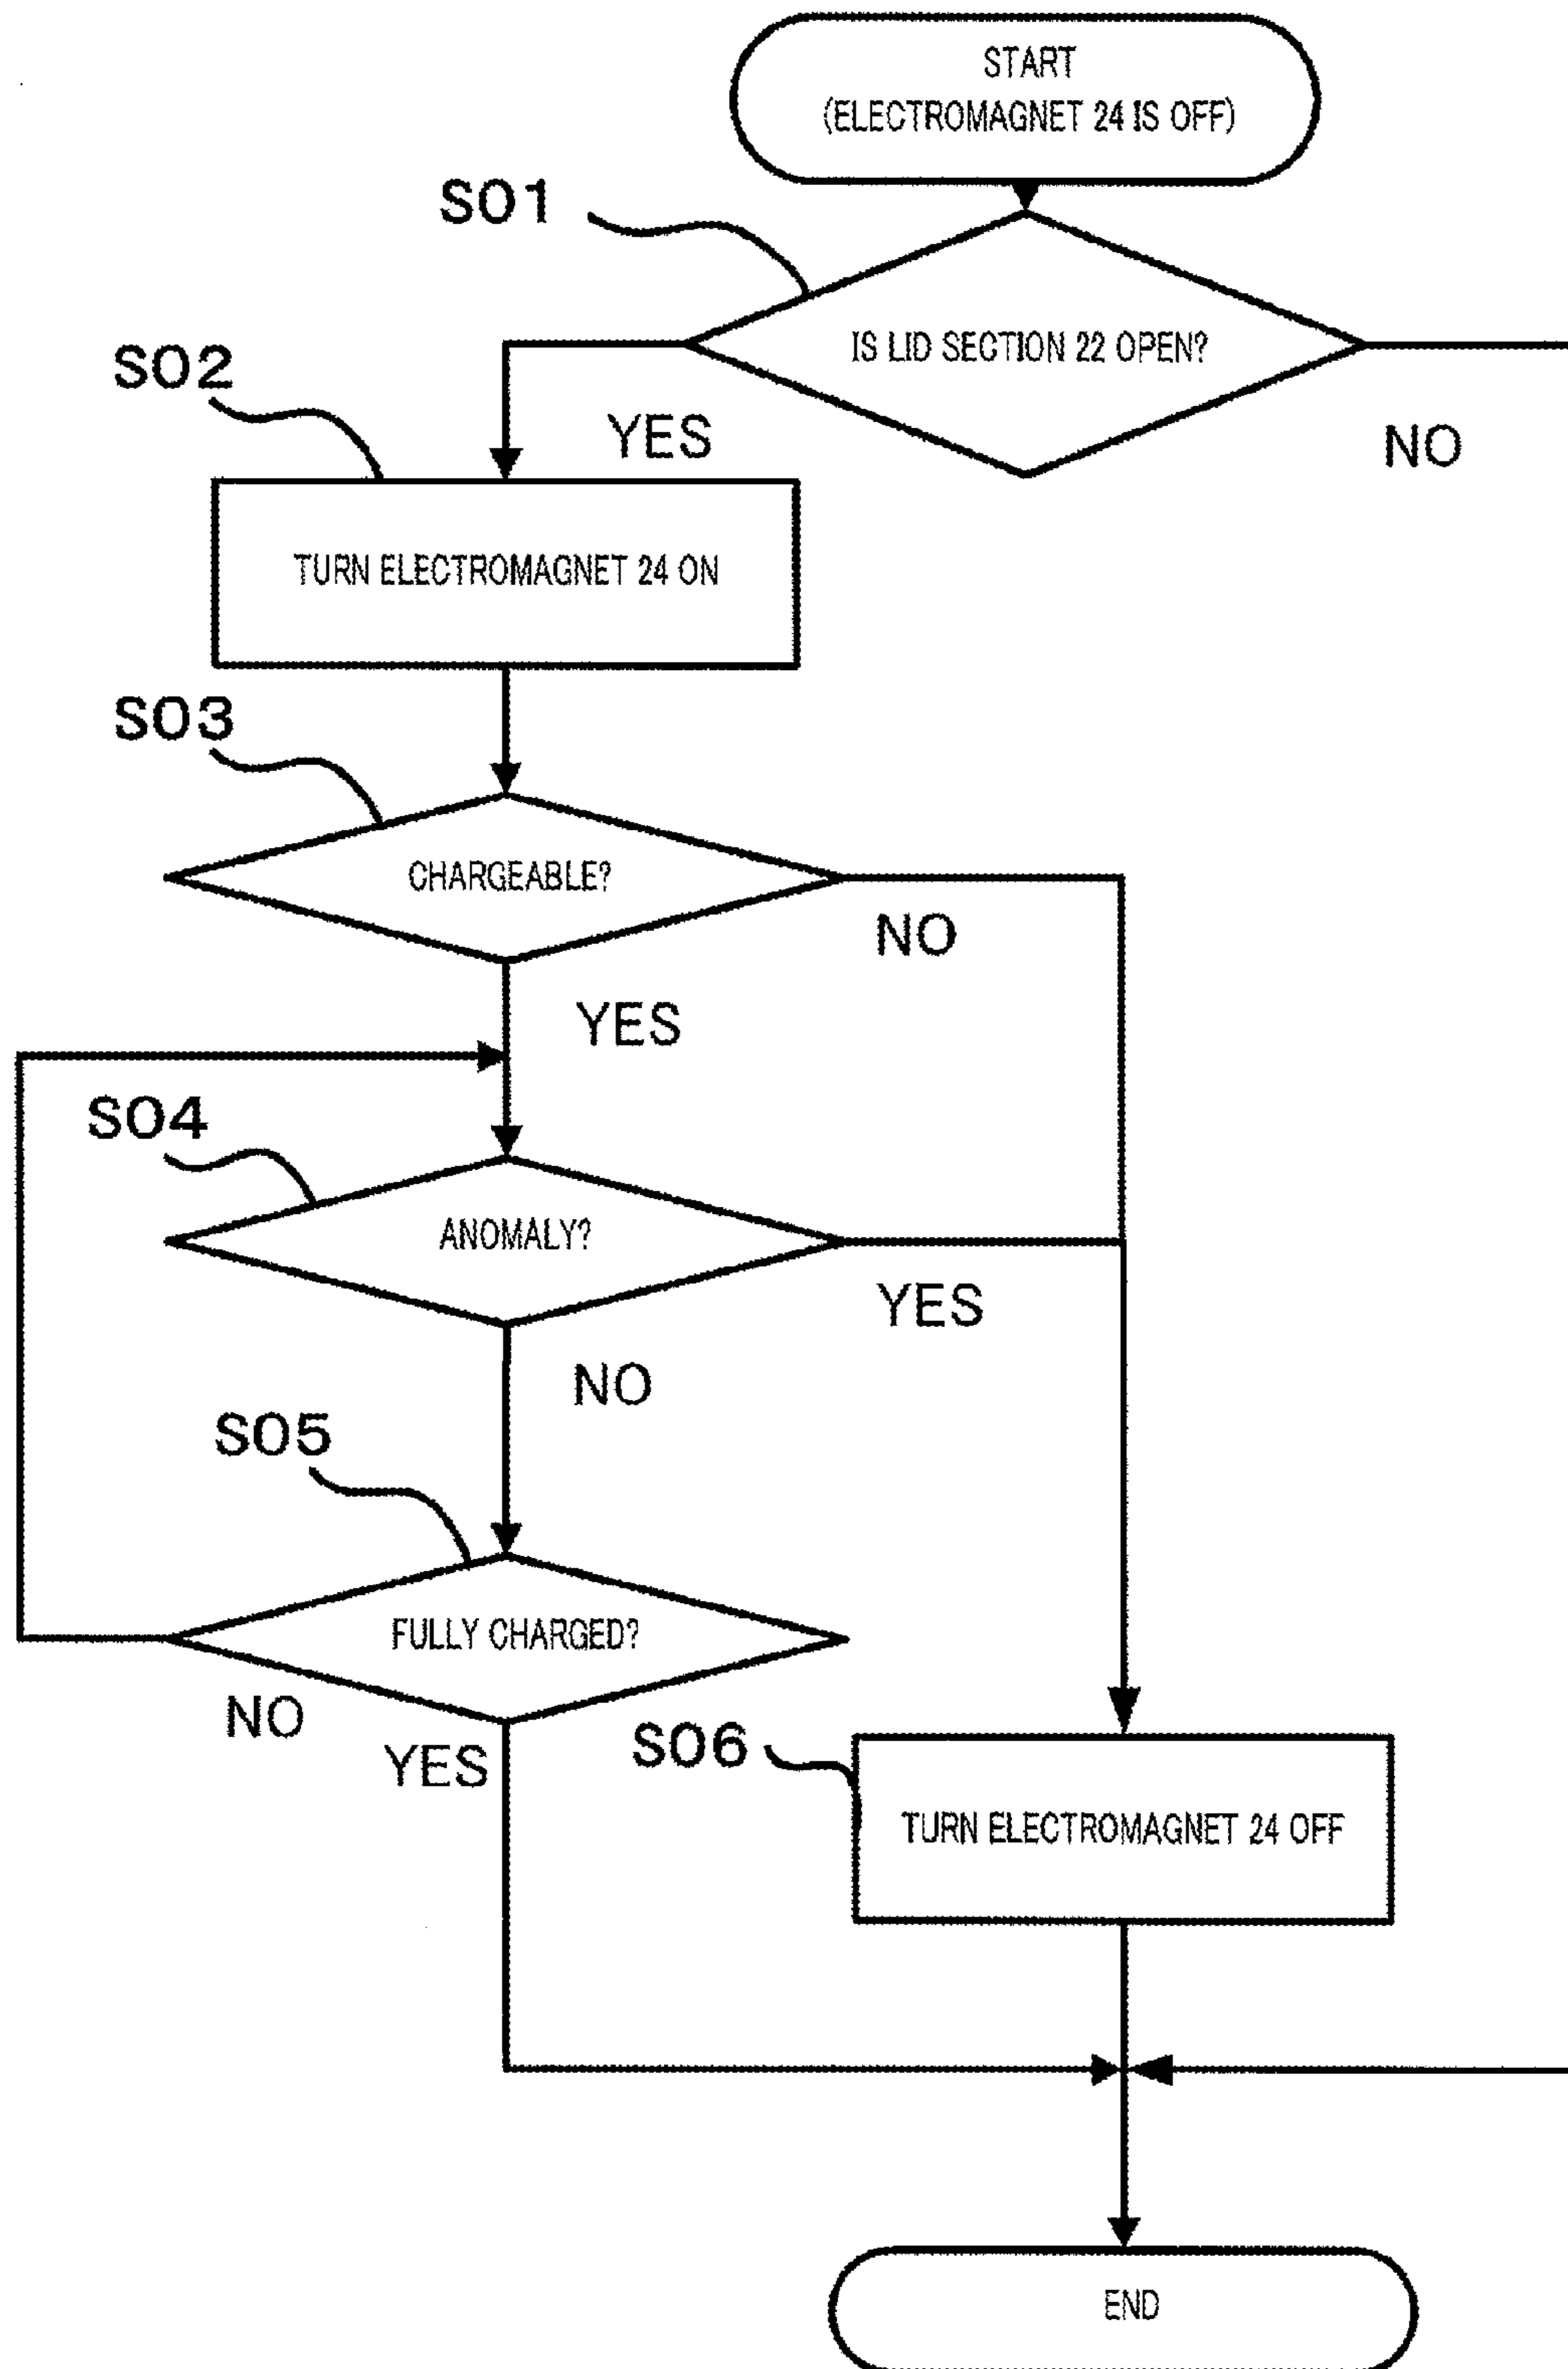 START
(ELECTROMAGNET 24 IS OFF)
S01
IS LID SECTION 22 OPEN?
S02
YES
NO
TURN ELECTROMAGNET 24 ON
S03
CHARGEABLE?
NO
YES
S04
ANOMALY?
YES
NO
S05
FULLY CHARGED?
NO
YES
S06
TURN ELECTROMAGNET 24 OFF
END